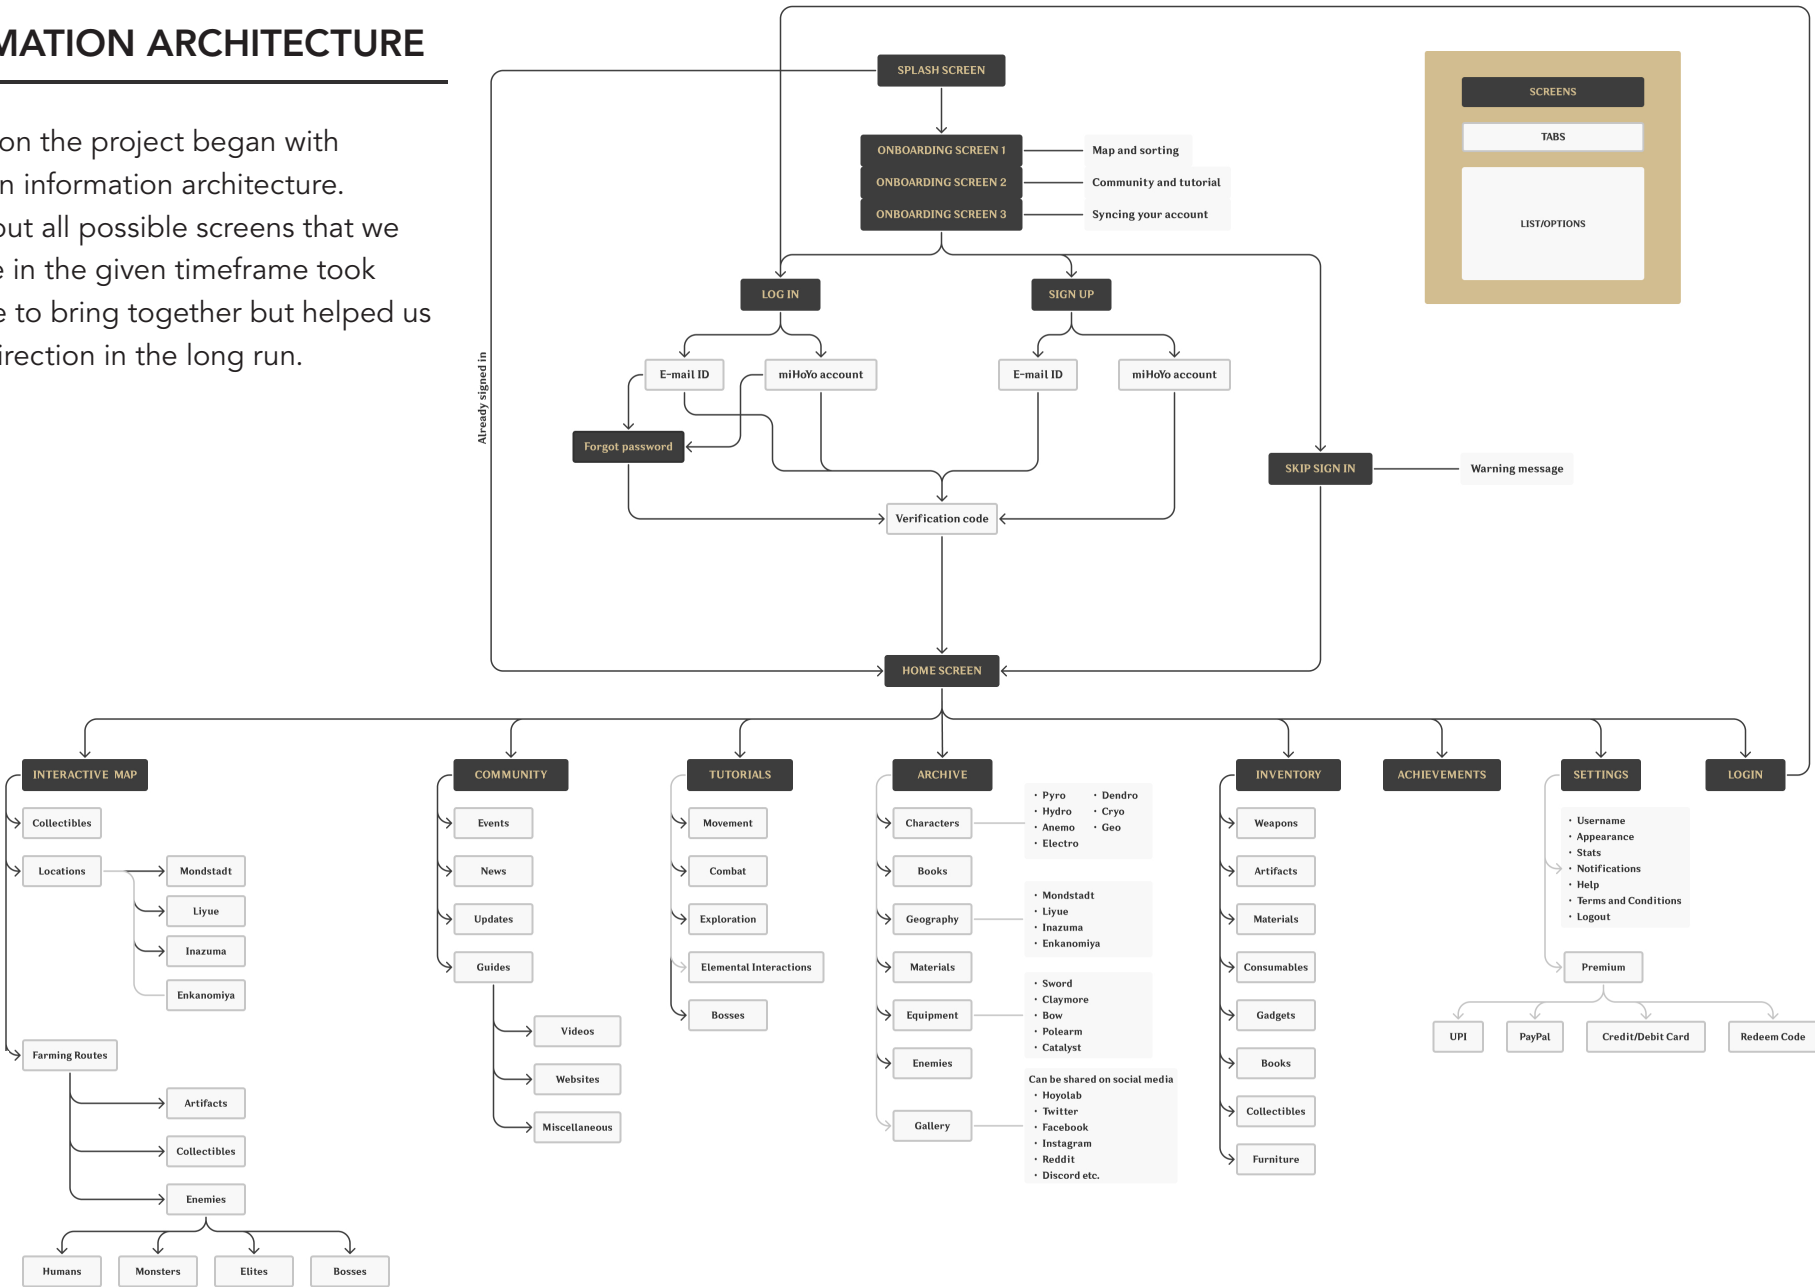 MATION ARCHITECTURE
on the project began with
n information architecture.
out all possible screens that we
e in the given timeframe took
e to bring together but helped us
irection in the long run.
SPLASH SCREEN
ONBOARDING SCREEN 1
Map and sorting
ONBOARDING SCREEN 2
Community and tutorial
ONBOARDING SCREEN 3
Syncing your account
SCREENS
TABS
LIST/OPTIONS
LOG IN
SIGN UP
Already signed in
E-mail ID
miHoYo account
E-mail ID
miHoYo account
Forgot password
SKIP SIGN IN
Warning message
Verification code
HOME SCREEN
INTERACTIVE MAP
Collectibles
Locations
Mondstadt
Liyue
Inazuma
Enkanomiya
Farming Routes
Artifacts
Collectibles
Enemies
Humans
Monsters
Elites
Bosses
COMMUNITY
Events
News
Updates
Guides
Videos
Websites
Miscellaneous
TUTORIALS
Movement
Combat
Exploration
Elemental Interactions
Bosses
ARCHIVE
Characters
• Pyro
• Hydro
• Anemo
• Electro
• Dendro
• Cryo
• Geo
Books
Geography
• Mondstadt
• Liyue
• Inazuma
• Enkanomiya
Materials
Equipment
• Sword
• Claymore
• Bow
• Polearm
• Catalyst
Enemies
Gallery
Can be shared on social media
• Hoyolab
• Twitter
• Facebook
• Instagram
• Reddit
• Discord etc.
INVENTORY
Weapons
Artifacts
Materials
Consumables
Gadgets
Books
Collectibles
Furniture
ACHIEVEMENTS
SETTINGS
• Username
• Appearance
• Stats
• Notifications
• Help
• Terms and Conditions
• Logout
Premium
UPI
PayPal
Credit/Debit Card
Redeem Code
LOGIN